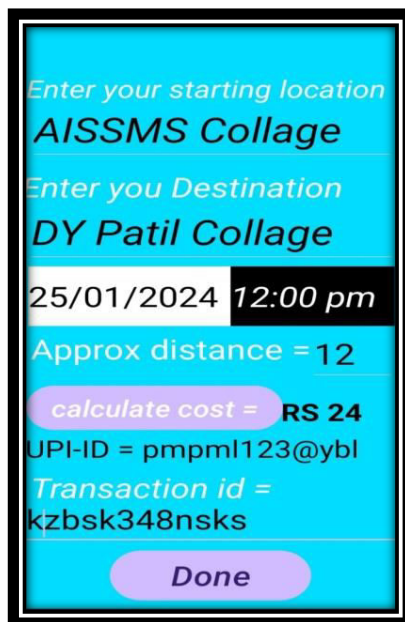 Enter your starting location
AISSMS Collage
Enter you Destination
DY Patil Collage
25/01/2024 12:00 pm
Approx distance = 12
calculate cost = RS 24
UPI-ID = pmpml123@ybl
Transaction id =
kzbsk348nsks
Done